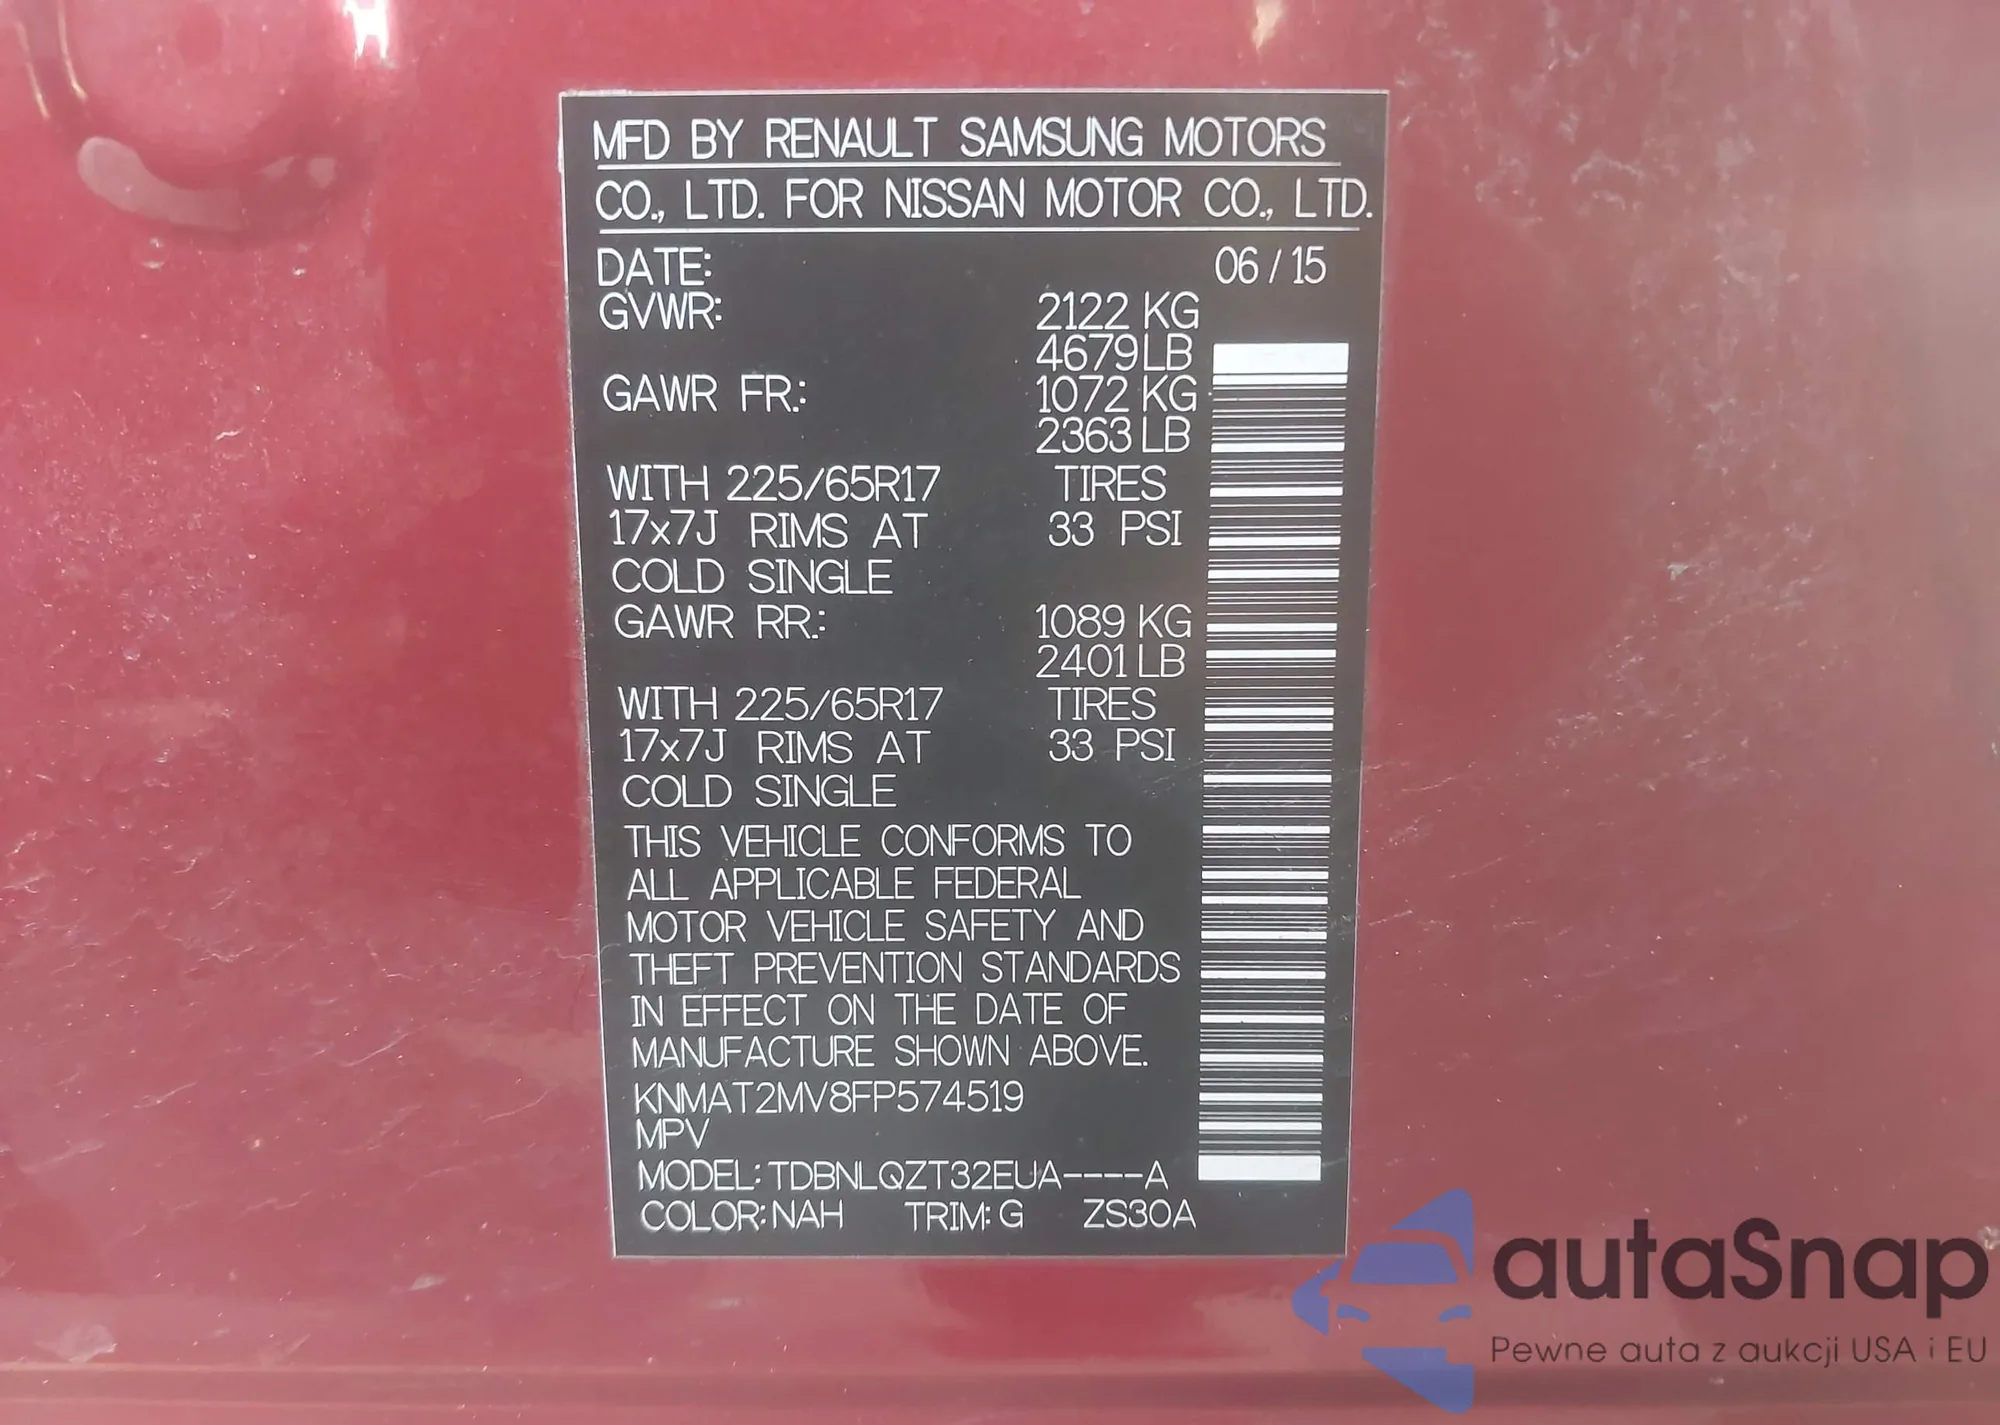 MFD BY RENAULT SAMSUNG MOTORS
CO., LTD. FOR NISSAN MOTOR CO., LTD.
DATE: 06 / 15
GVWR: 2122 KG
4679 LB
GAWR FR.: 1072 KG
2363 LB
WITH 225/65R17 TIRES
17x7J RIMS AT 33 PSI
COLD SINGLE
GAWR RR.: 1089 KG
2401 LB
WITH 225/65R17 TIRES
17x7J RIMS AT 33 PSI
COLD SINGLE
THIS VEHICLE CONFORMS TO
ALL APPLICABLE FEDERAL
MOTOR VEHICLE SAFETY AND
THEFT PREVENTION STANDARDS
IN EFFECT ON THE DATE OF
MANUFACTURE SHOWN ABOVE.
KNMAT2MV8FP574519
MPV
MODEL: TDBNLQZT32EUA----A
COLOR: NAH TRIM: G ZS30A
autaSnap
Pewne auta z aukcji USA i EU